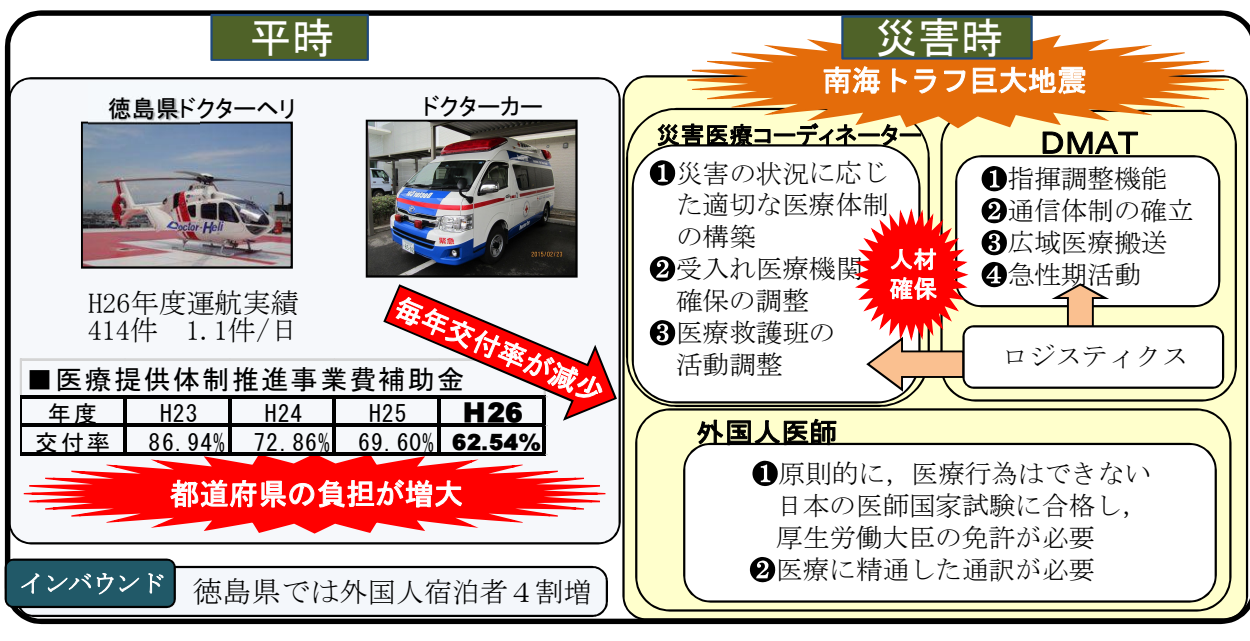 平時
徳島県ドクターヘリ
ドクターカー
Doctor-Heli
緊急
2015/02/23
H26年度運航実績
414件 1.1件/日
毎年交付率が減少
■医療提供体制推進事業費補助金
年度 H23 H24 H25 H26
交付率 86.94% 72.86% 69.60% 62.54%
都道府県の負担が増大
インバウンド
徳島県では外国人宿泊者4割増
災害時
南海トラフ巨大地震
災害医療コーディネーター
❶災害の状況に応じ
た適切な医療体制
の構築
❷受入れ医療機関
確保の調整
❸医療救護班の
活動調整
人材
確保
DMAT
❶指揮調整機能
❷通信体制の確立
❸広域医療搬送
❹急性期活動
ロジスティクス
外国人医師
❶原則的に，医療行為はできない
日本の医師国家試験に合格し，
厚生労働大臣の免許が必要
❷医療に精通した通訳が必要